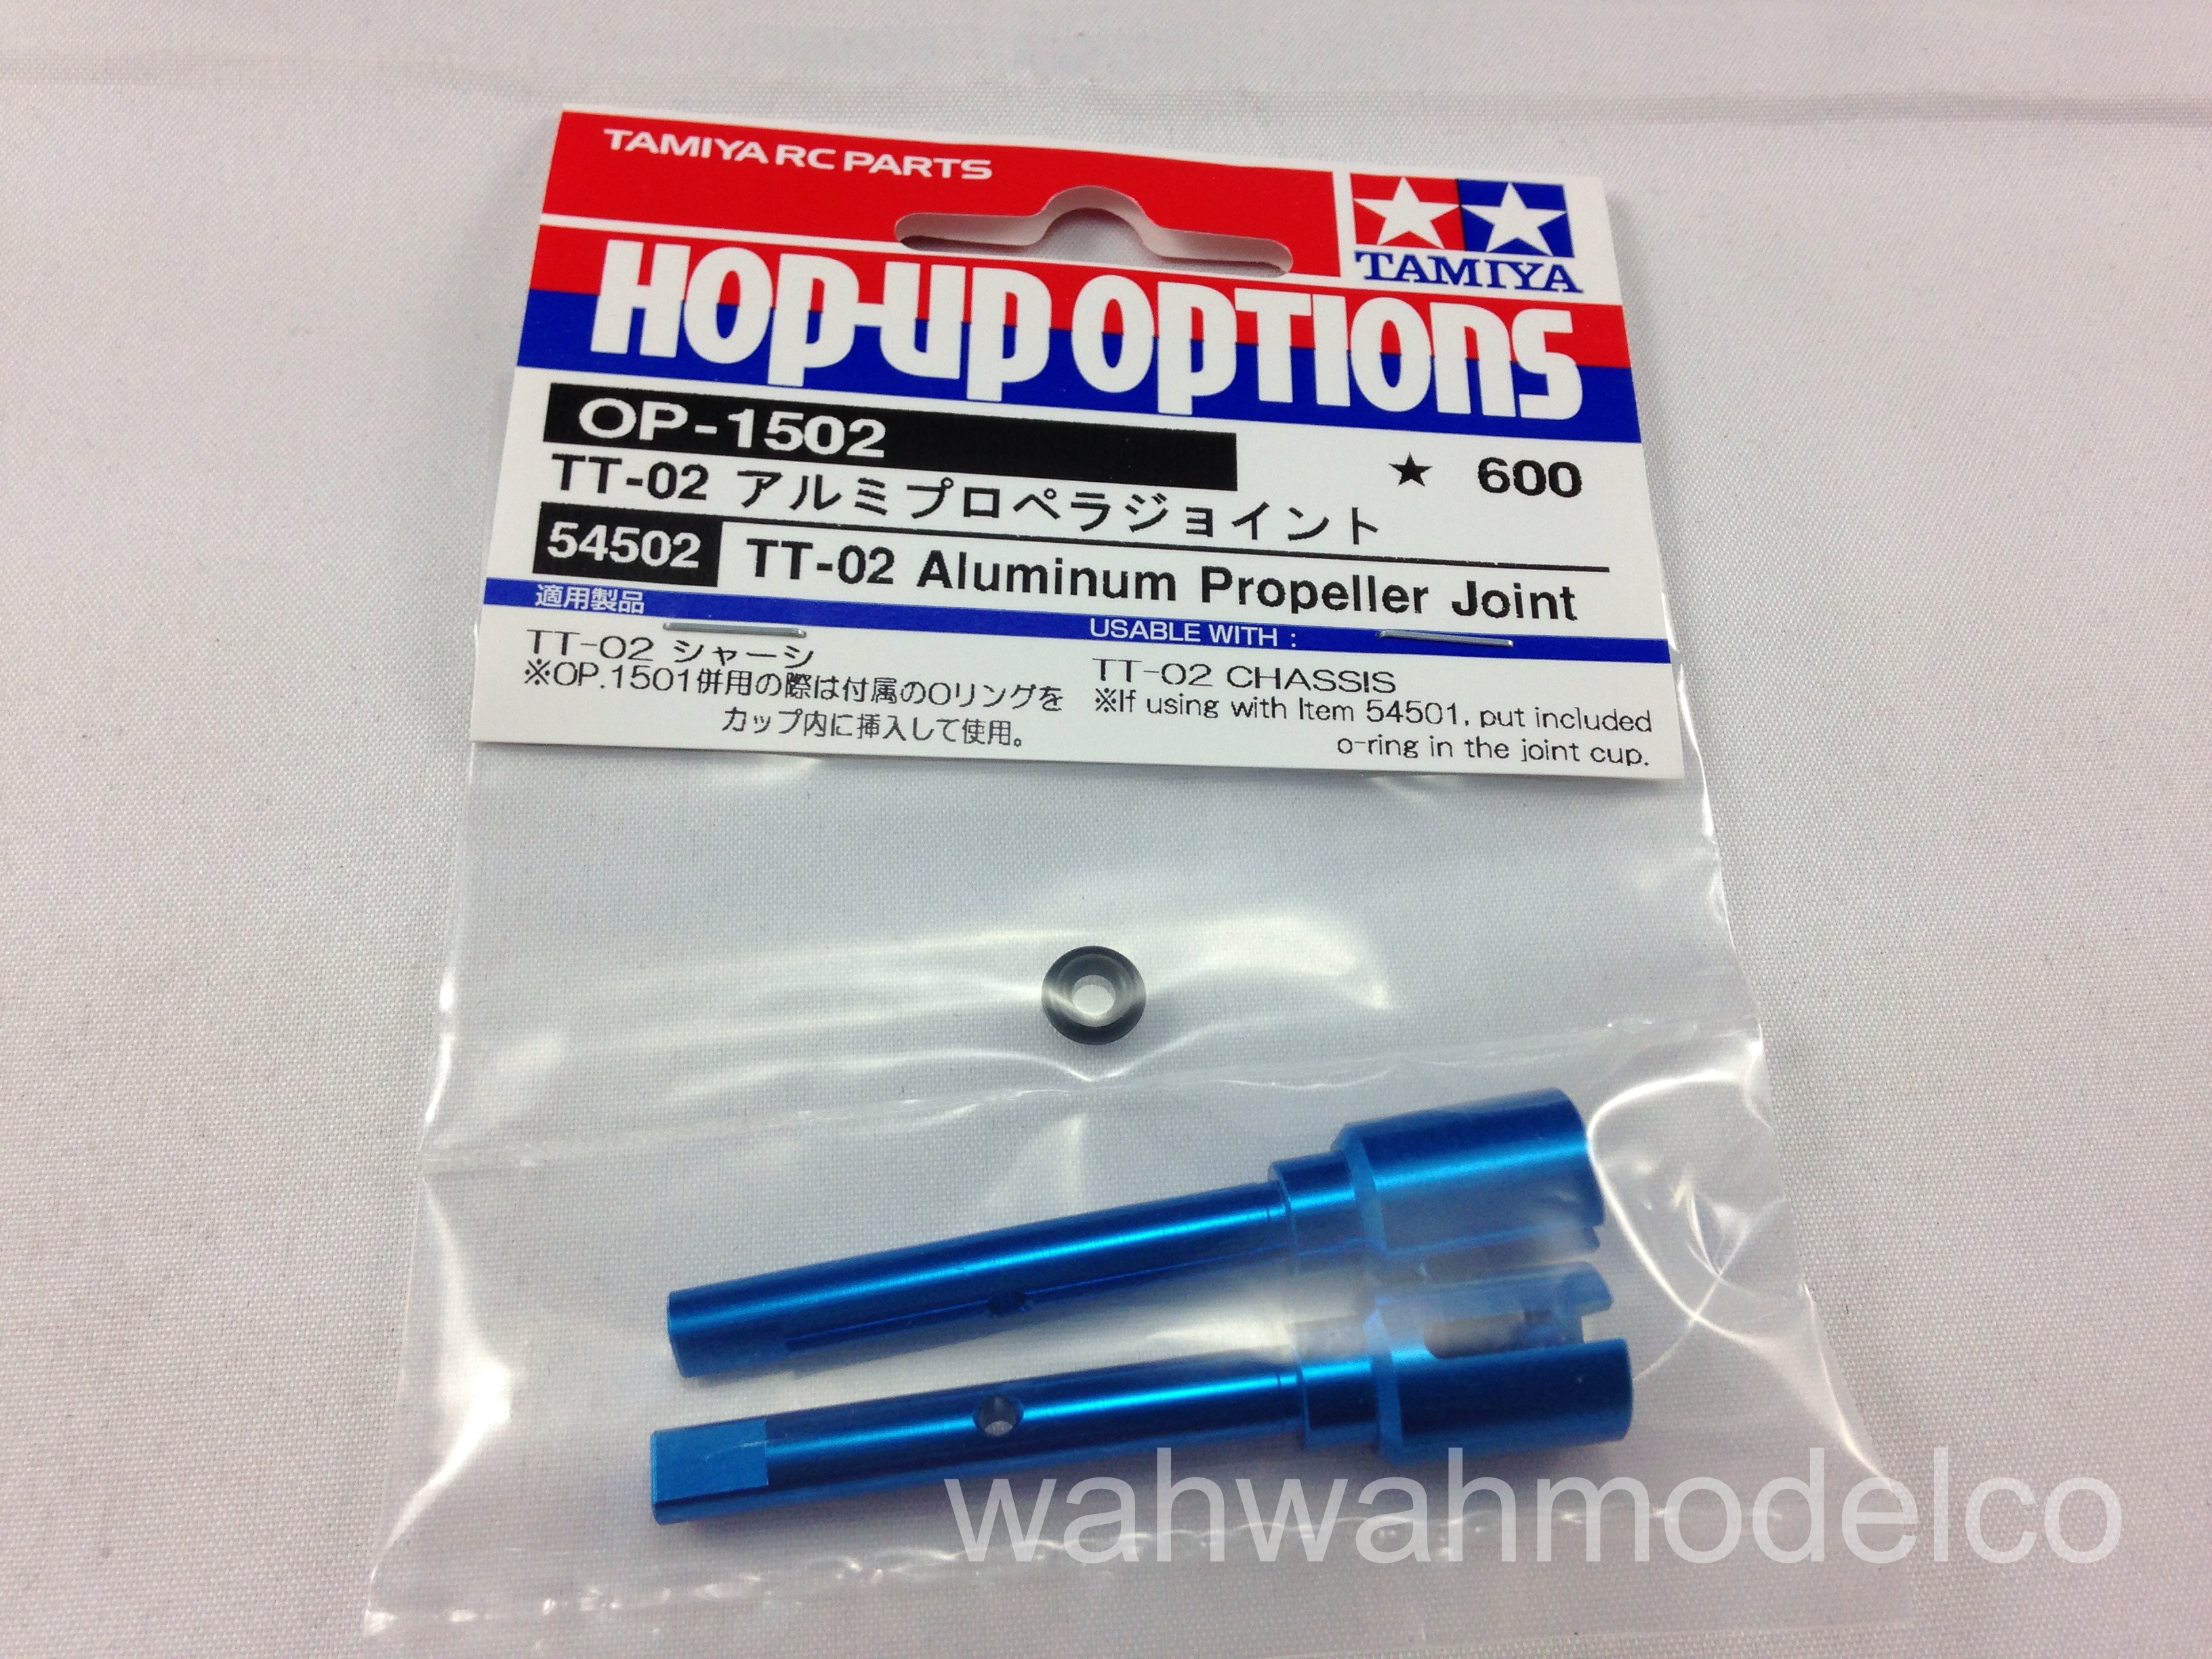 TAMIYA RC PARTS
TAMIYA
HOP-UP OPTIONS
OP-1502
★ 600
TT-02 アルミプロペラジョイント
54502 TT-02 Aluminum Propeller Joint
適用製品
USABLE WITH :
TT-02 シャーシ
※OP.1501併用の際は付属のOリングを
カップ内に挿入して使用。
TT-02 CHASSIS
※If using with Item 54501, put included
o-ring in the joint cup.
wahwahmodelco